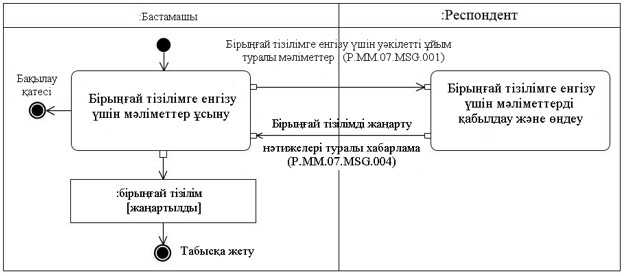 :Бастамашы
:Респондент
Бірыңғай тізілімге енгізу үшін уәкілетті ұйым
туралы мәліметтер (P.MM.07.MSG.001)
Бақылау
қатесі
Бірыңғай тізілімге енгізу
үшін мәліметтер ұсыну
Бірыңғай тізілімге енгізу
үшін мәліметтерді
қабылдау және өңдеу
Бірыңғай тізілімді жаңарту
нәтижелері туралы хабарлама
(P.MM.07.MSG.004)
:бірыңғай тізілім
[жаңартылды]
Табысқа жету